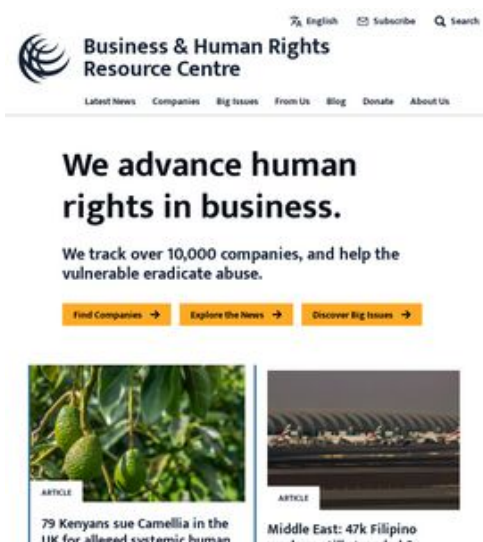 English Subscribe Search
Business & Human Rights
Resource Centre
Latest News Companies Big Issues From Us Blog Donate About Us
We advance human
rights in business.
We track over 10,000 companies, and help the
vulnerable eradicate abuse.
Find Companies → Explore the News → Discover Big Issues →
ARTICLE
79 Kenyans sue Camellia in the
UK for alleged systemic human
ARTICLE
Middle East: 47k Filipino